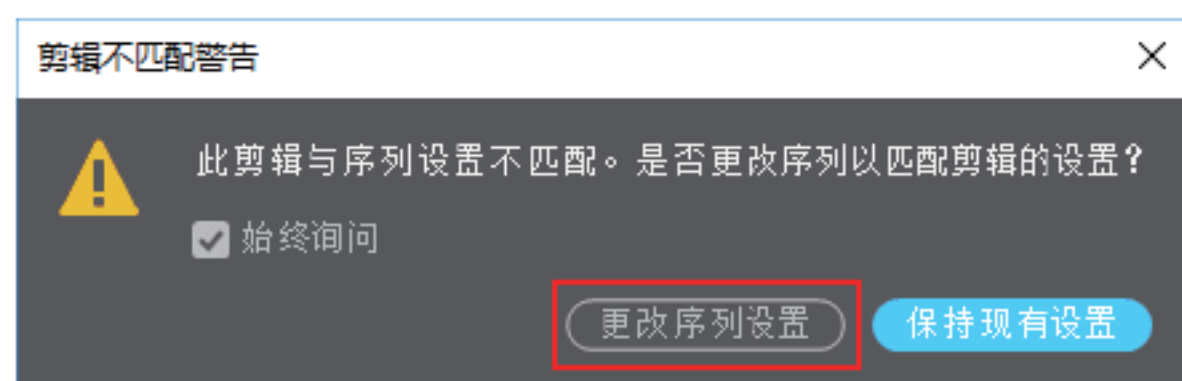 剪辑不匹配警告
此剪辑与序列设置不匹配。是否更改序列以匹配剪辑的设置?
始终询问
更改序列设置 保持现有设置